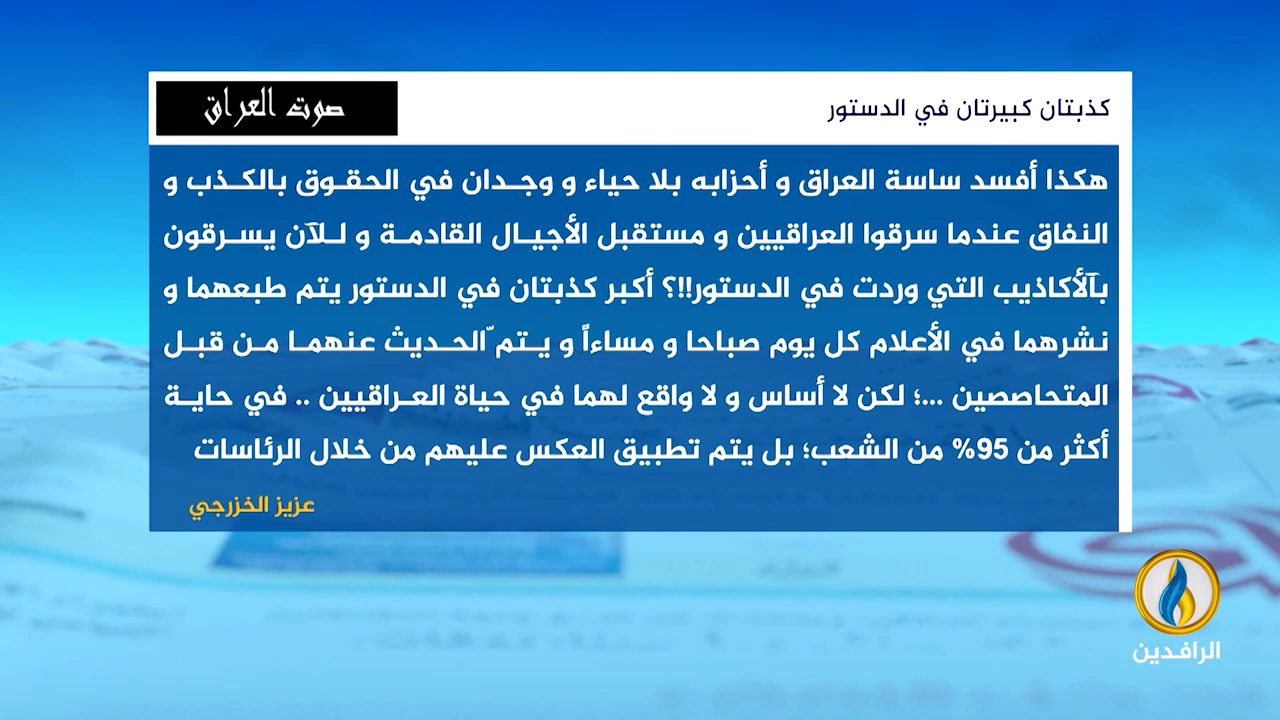 كذبتان كبيرتان في الدستور
صوت العراق
هكذا أفسد ساسة العراق و أحزابه بلا حياء و وجدان في الحقوق بالكذب و
النفاق عندما سرقوا العراقيين و مستقبل الأجيال القادمة و للآن يسرقون
بآلأكاذيب التي وردت في الدستور!!؟ أكبر كذبتان في الدستور يتم طبعهما و
نشرهما في الأعلام كل يوم صباحا و مساءاً و يتم ّالحديث عنهما من قبل
المتحاصصين ...؛ لكن لا أساس و لا واقع لهما في حياة العراقيين .. في حاية
أكثر من 95% من الشعب؛ بل يتم تطبيق العكس عليهم من خلال الرئاسات
عزيز الخزرجي
الرافدين